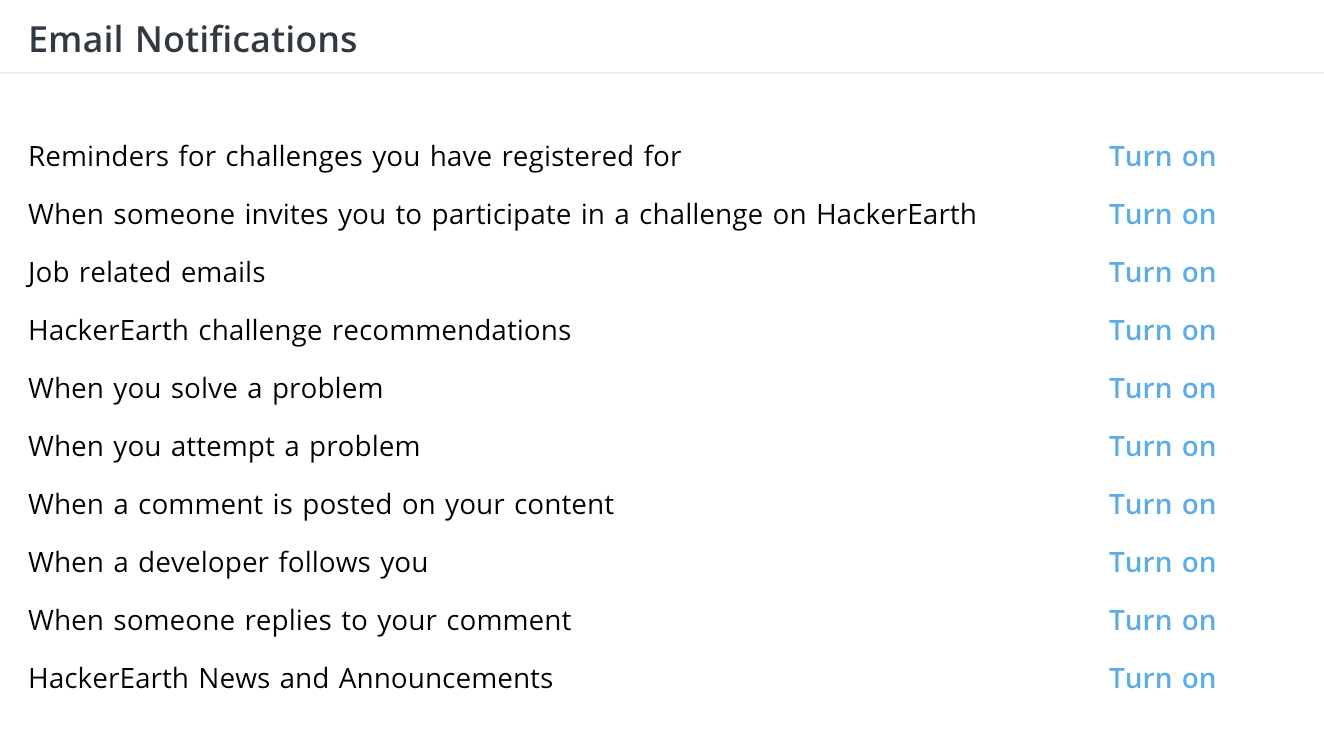 Email Notifications
Reminders for challenges you have registered for Turn on
When someone invites you to participate in a challenge on HackerEarth Turn on
Job related emails Turn on
HackerEarth challenge recommendations Turn on
When you solve a problem Turn on
When you attempt a problem Turn on
When a comment is posted on your content Turn on
When a developer follows you Turn on
When someone replies to your comment Turn on
HackerEarth News and Announcements Turn on